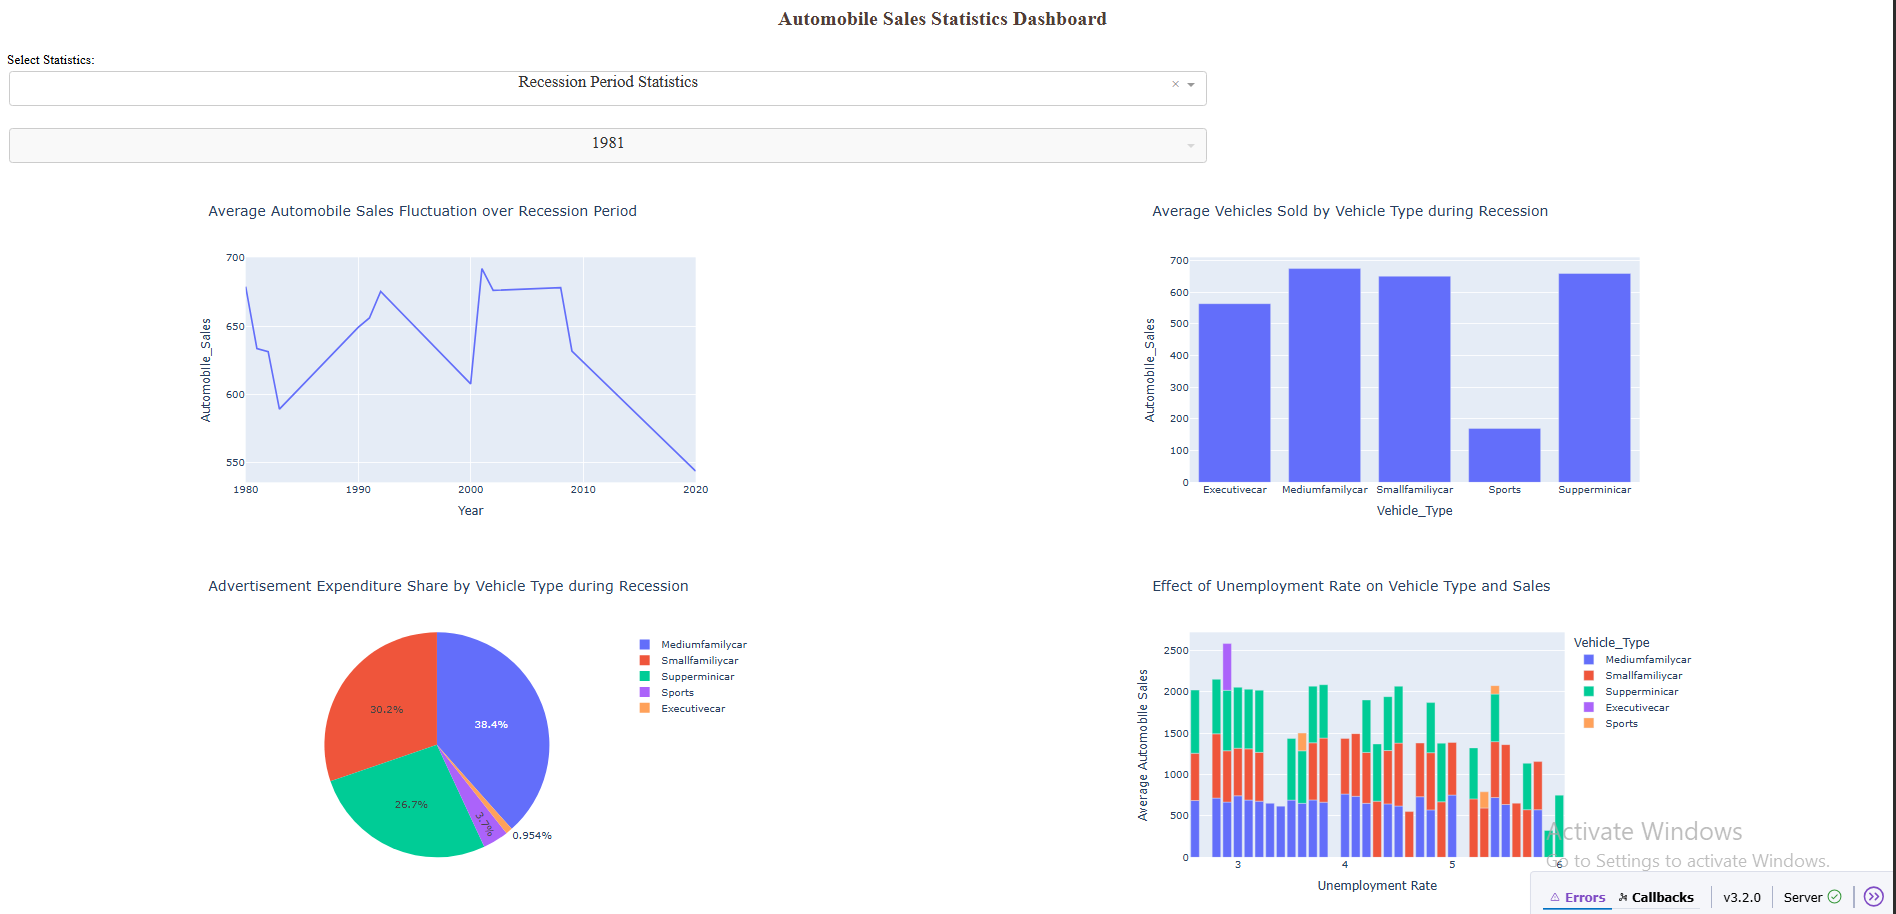 Automobile Sales Statistics Dashboard
Select Statistics:
Recession Period Statistics
×
1981
Average Automobile Sales Fluctuation over Recession Period
700
650
600
550
Automobile_Sales
1980 1990 2000 2010 2020
Year
Average Vehicles Sold by Vehicle Type during Recession
700
600
500
400
300
200
100
0
Automobile_Sales
Executivecar Mediumfamilycar Smallfamiliycar Sports Supperminicar
Vehicle_Type
Advertisement Expenditure Share by Vehicle Type during Recession
38.4%
30.2%
26.7%
3.7%
0.954%
Mediumfamilycar
Smallfamiliycar
Supperminicar
Sports
Executivecar
Effect of Unemployment Rate on Vehicle Type and Sales
2500
2000
1500
1000
500
0
Average Automobile Sales
3 4 5 6
Unemployment Rate
Vehicle_Type
Mediumfamilycar
Smallfamiliycar
Supperminicar
Executivecar
Sports
Activate Windows
Go to Settings to activate Windows.
Errors Callbacks v3.2.0 Server